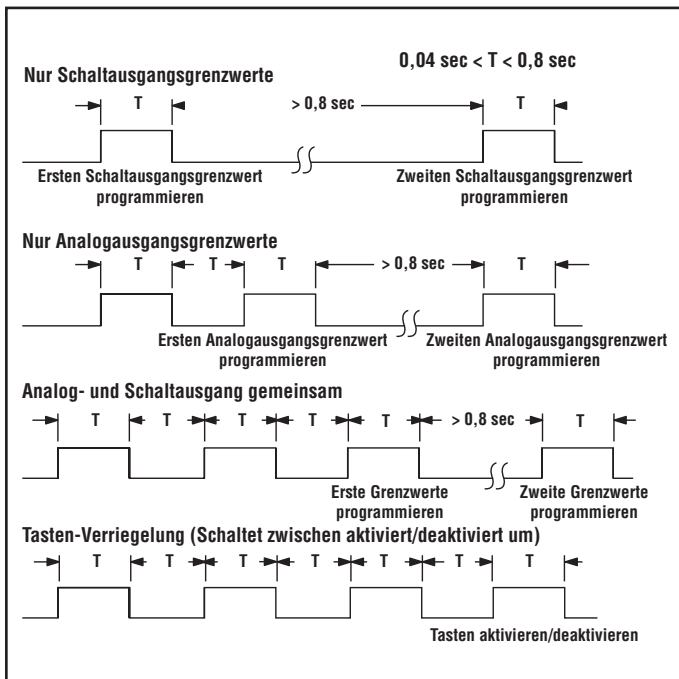 0,04 sec < T < 0,8 sec
Nur Schaltausgangsgrenzwerte
T > 0,8 sec T
Ersten Schaltausgangsgrenzwert
programmieren
Zweiten Schaltausgangsgrenzwert
programmieren
Nur Analogausgangsgrenzwerte
T T T > 0,8 sec T
Ersten Analogausgangsgrenzwert
programmieren
Zweiten Analogausgangsgrenzwert
programmieren
Analog- und Schaltausgang gemeinsam
T T T T T > 0,8 sec T
Erste Grenzwerte
programmieren
Zweite Grenzwerte
programmieren
Tasten-Verriegelung (Schaltet zwischen aktiviert/deaktiviert um)
T T T T T T T
Tasten aktivieren/deaktivieren